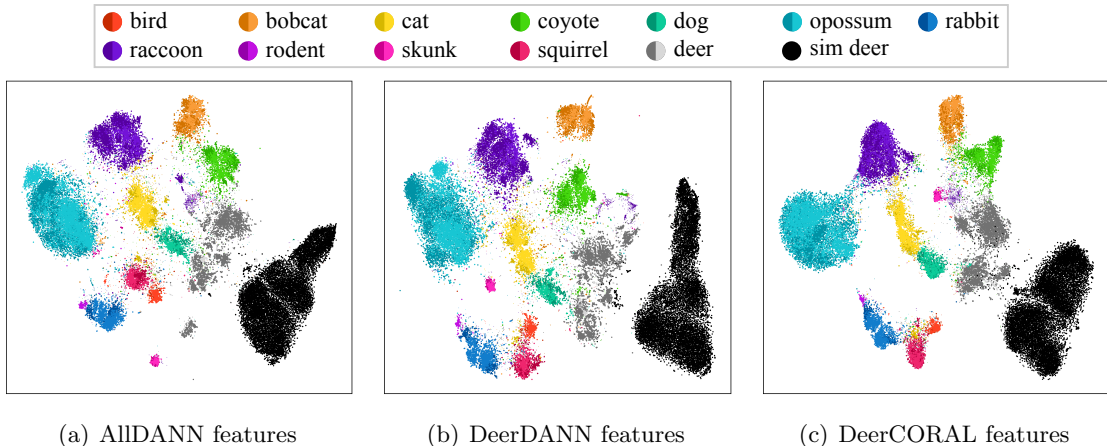 bird bobcat cat coyote dog opossum rabbit
raccoon rodent skunk squirrel deer sim deer
(a) AllDANN features (b) DeerDANN features (c) DeerCORAL features